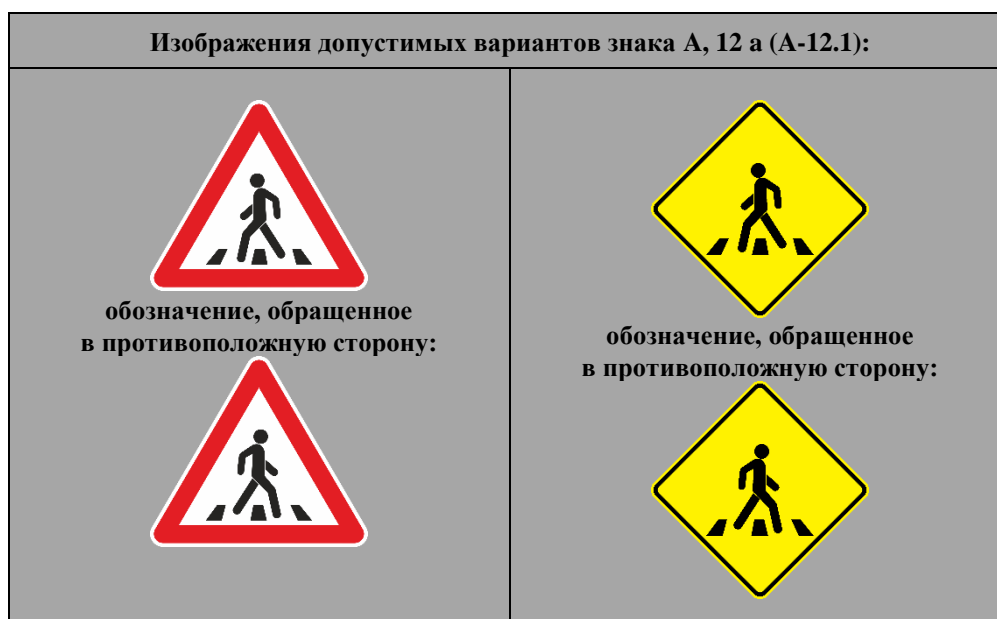 Изображения допустимых вариантов знака А, 12 а (А-12.1):
обозначение, обращенное
в противоположную сторону:
обозначение, обращенное
в противоположную сторону: